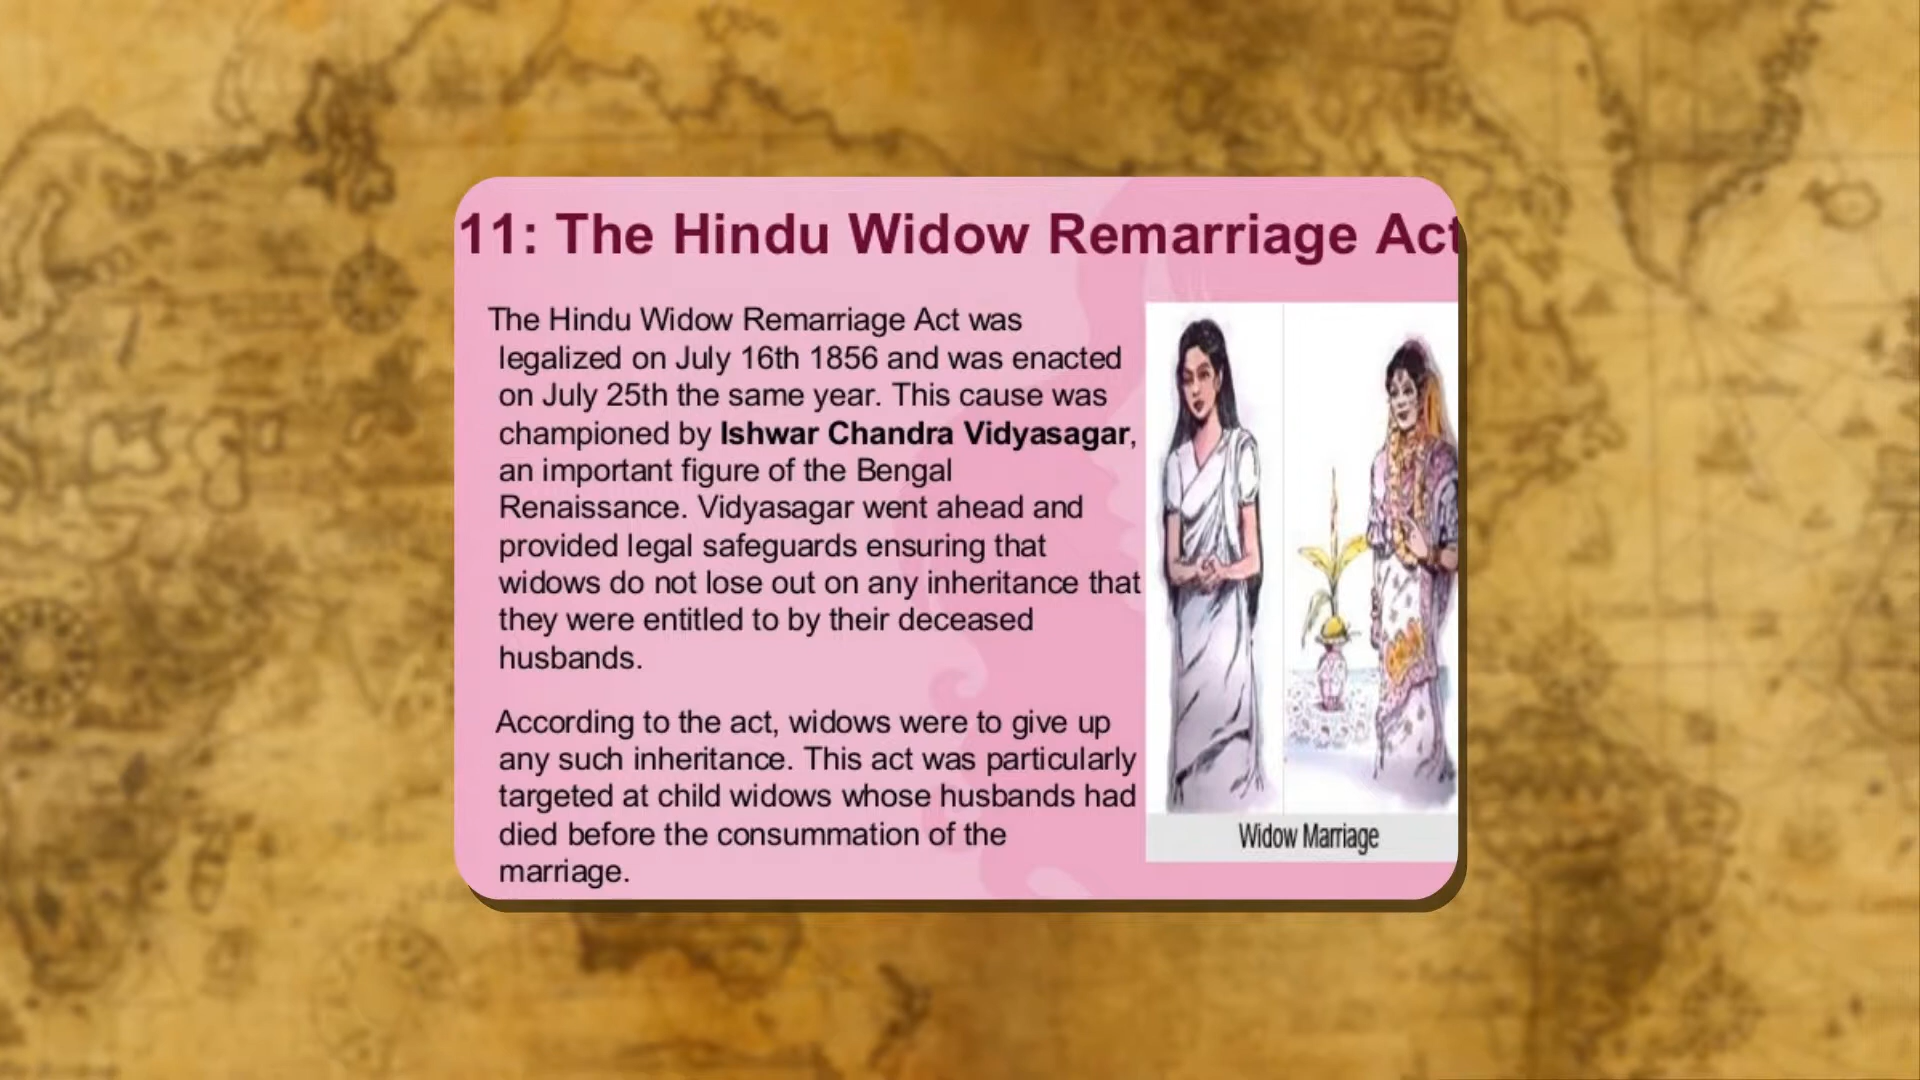 11: The Hindu Widow Remarriage Act
The Hindu Widow Remarriage Act was
legalized on July 16th 1856 and was enacted
on July 25th the same year. This cause was
championed by Ishwar Chandra Vidyasagar,
an important figure of the Bengal
Renaissance. Vidyasagar went ahead and
provided legal safeguards ensuring that
widows do not lose out on any inheritance that
they were entitled to by their deceased
husbands.
According to the act, widows were to give up
any such inheritance. This act was particularly
targeted at child widows whose husbands had
died before the consummation of the
marriage.
Widow Marriage